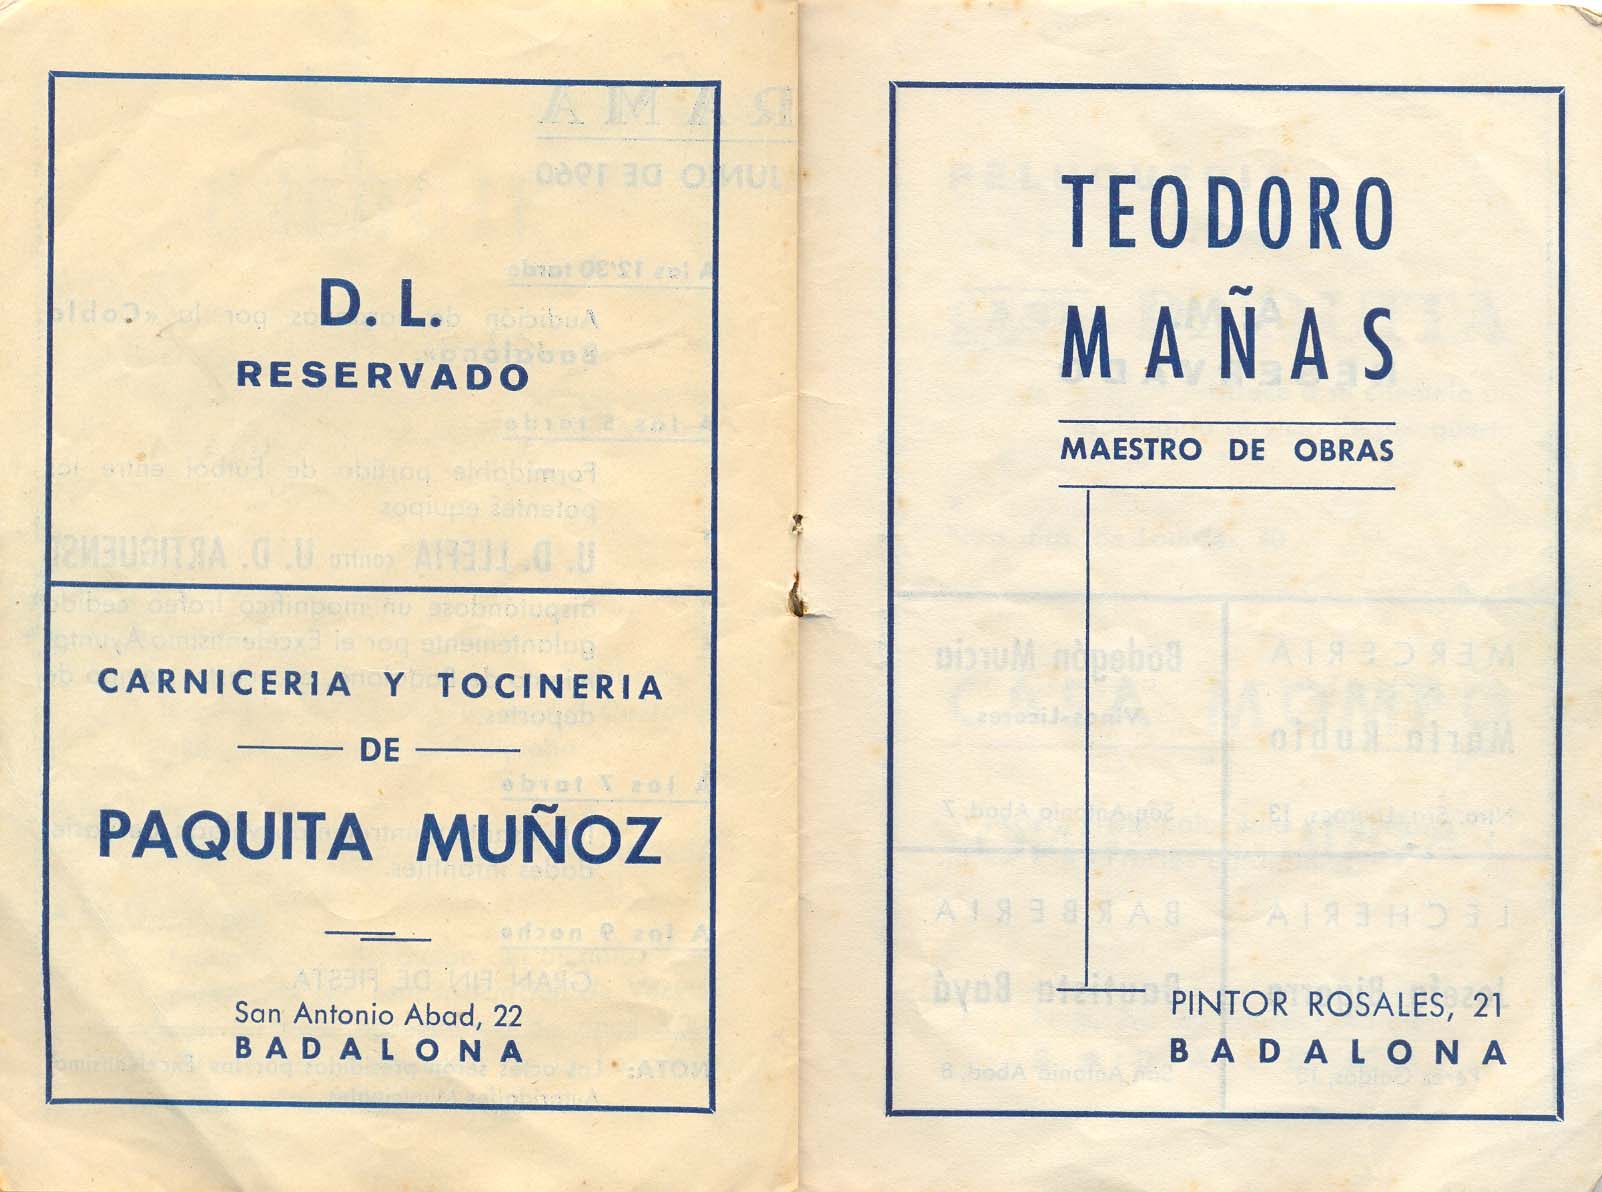 D. L.
RESERVADO
CARNICERIA Y TOCINERIA
DE
PAQUITA MUÑOZ
San Antonio Abad, 22
BADALONA
TEODORO
MAÑAS
MAESTRO DE OBRAS
PINTOR ROSALES, 21
BADALONA